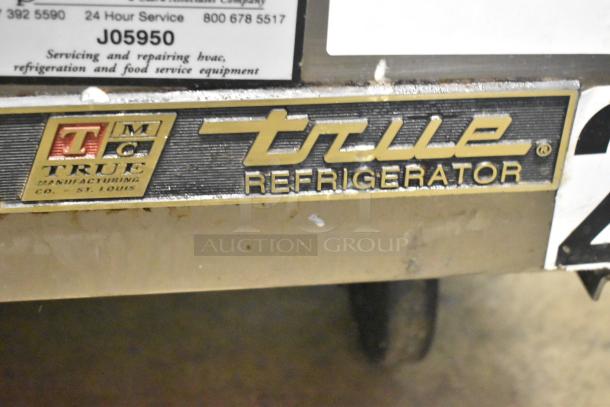 392 5590 24 Hour Service 800 678 5517
J05950
Servicing and repairing hvac,
refrigeration and food service equipment
T M
C
TRUE
MANUFACTURING
CO. - ST. LOUIS
true®
REFRIGERATOR
AUCTION GROUP
2